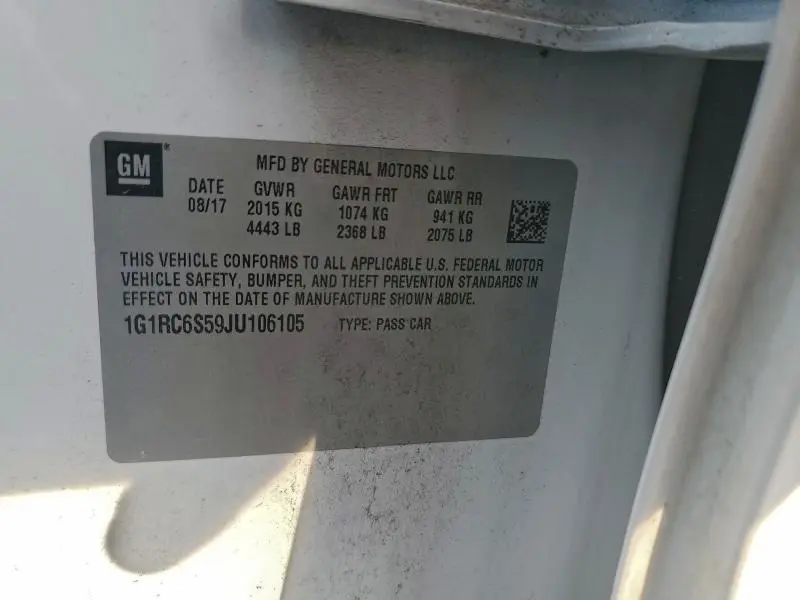 GM® MFD BY GENERAL MOTORS LLC
DATE GVWR GAWR FRT GAWR RR
08/17 2015 KG 1074 KG 941 KG
4443 LB 2368 LB 2075 LB
THIS VEHICLE CONFORMS TO ALL APPLICABLE U.S. FEDERAL MOTOR
VEHICLE SAFETY, BUMPER, AND THEFT PREVENTION STANDARDS IN
EFFECT ON THE DATE OF MANUFACTURE SHOWN ABOVE.
1G1RC6S59JU106105 TYPE: PASS CAR